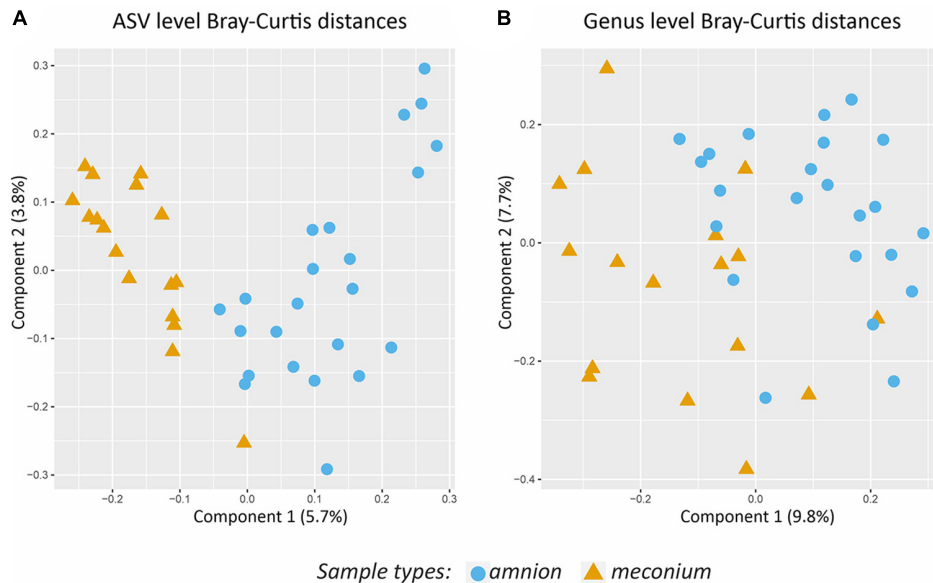 A
ASV level Bray-Curtis distances
0.3
0.2
0.1
0.0
−0.1
−0.2
−0.3
Component 2 (3.8%)
−0.2
−0.1
0.0
0.1
0.2
0.3
Component 1 (5.7%)
B
Genus level Bray-Curtis distances
0.2
0.0
−0.2
−0.4
Component 2 (7.7%)
−0.2
0.0
0.2
Component 1 (9.8%)
Sample types: amnion meconium